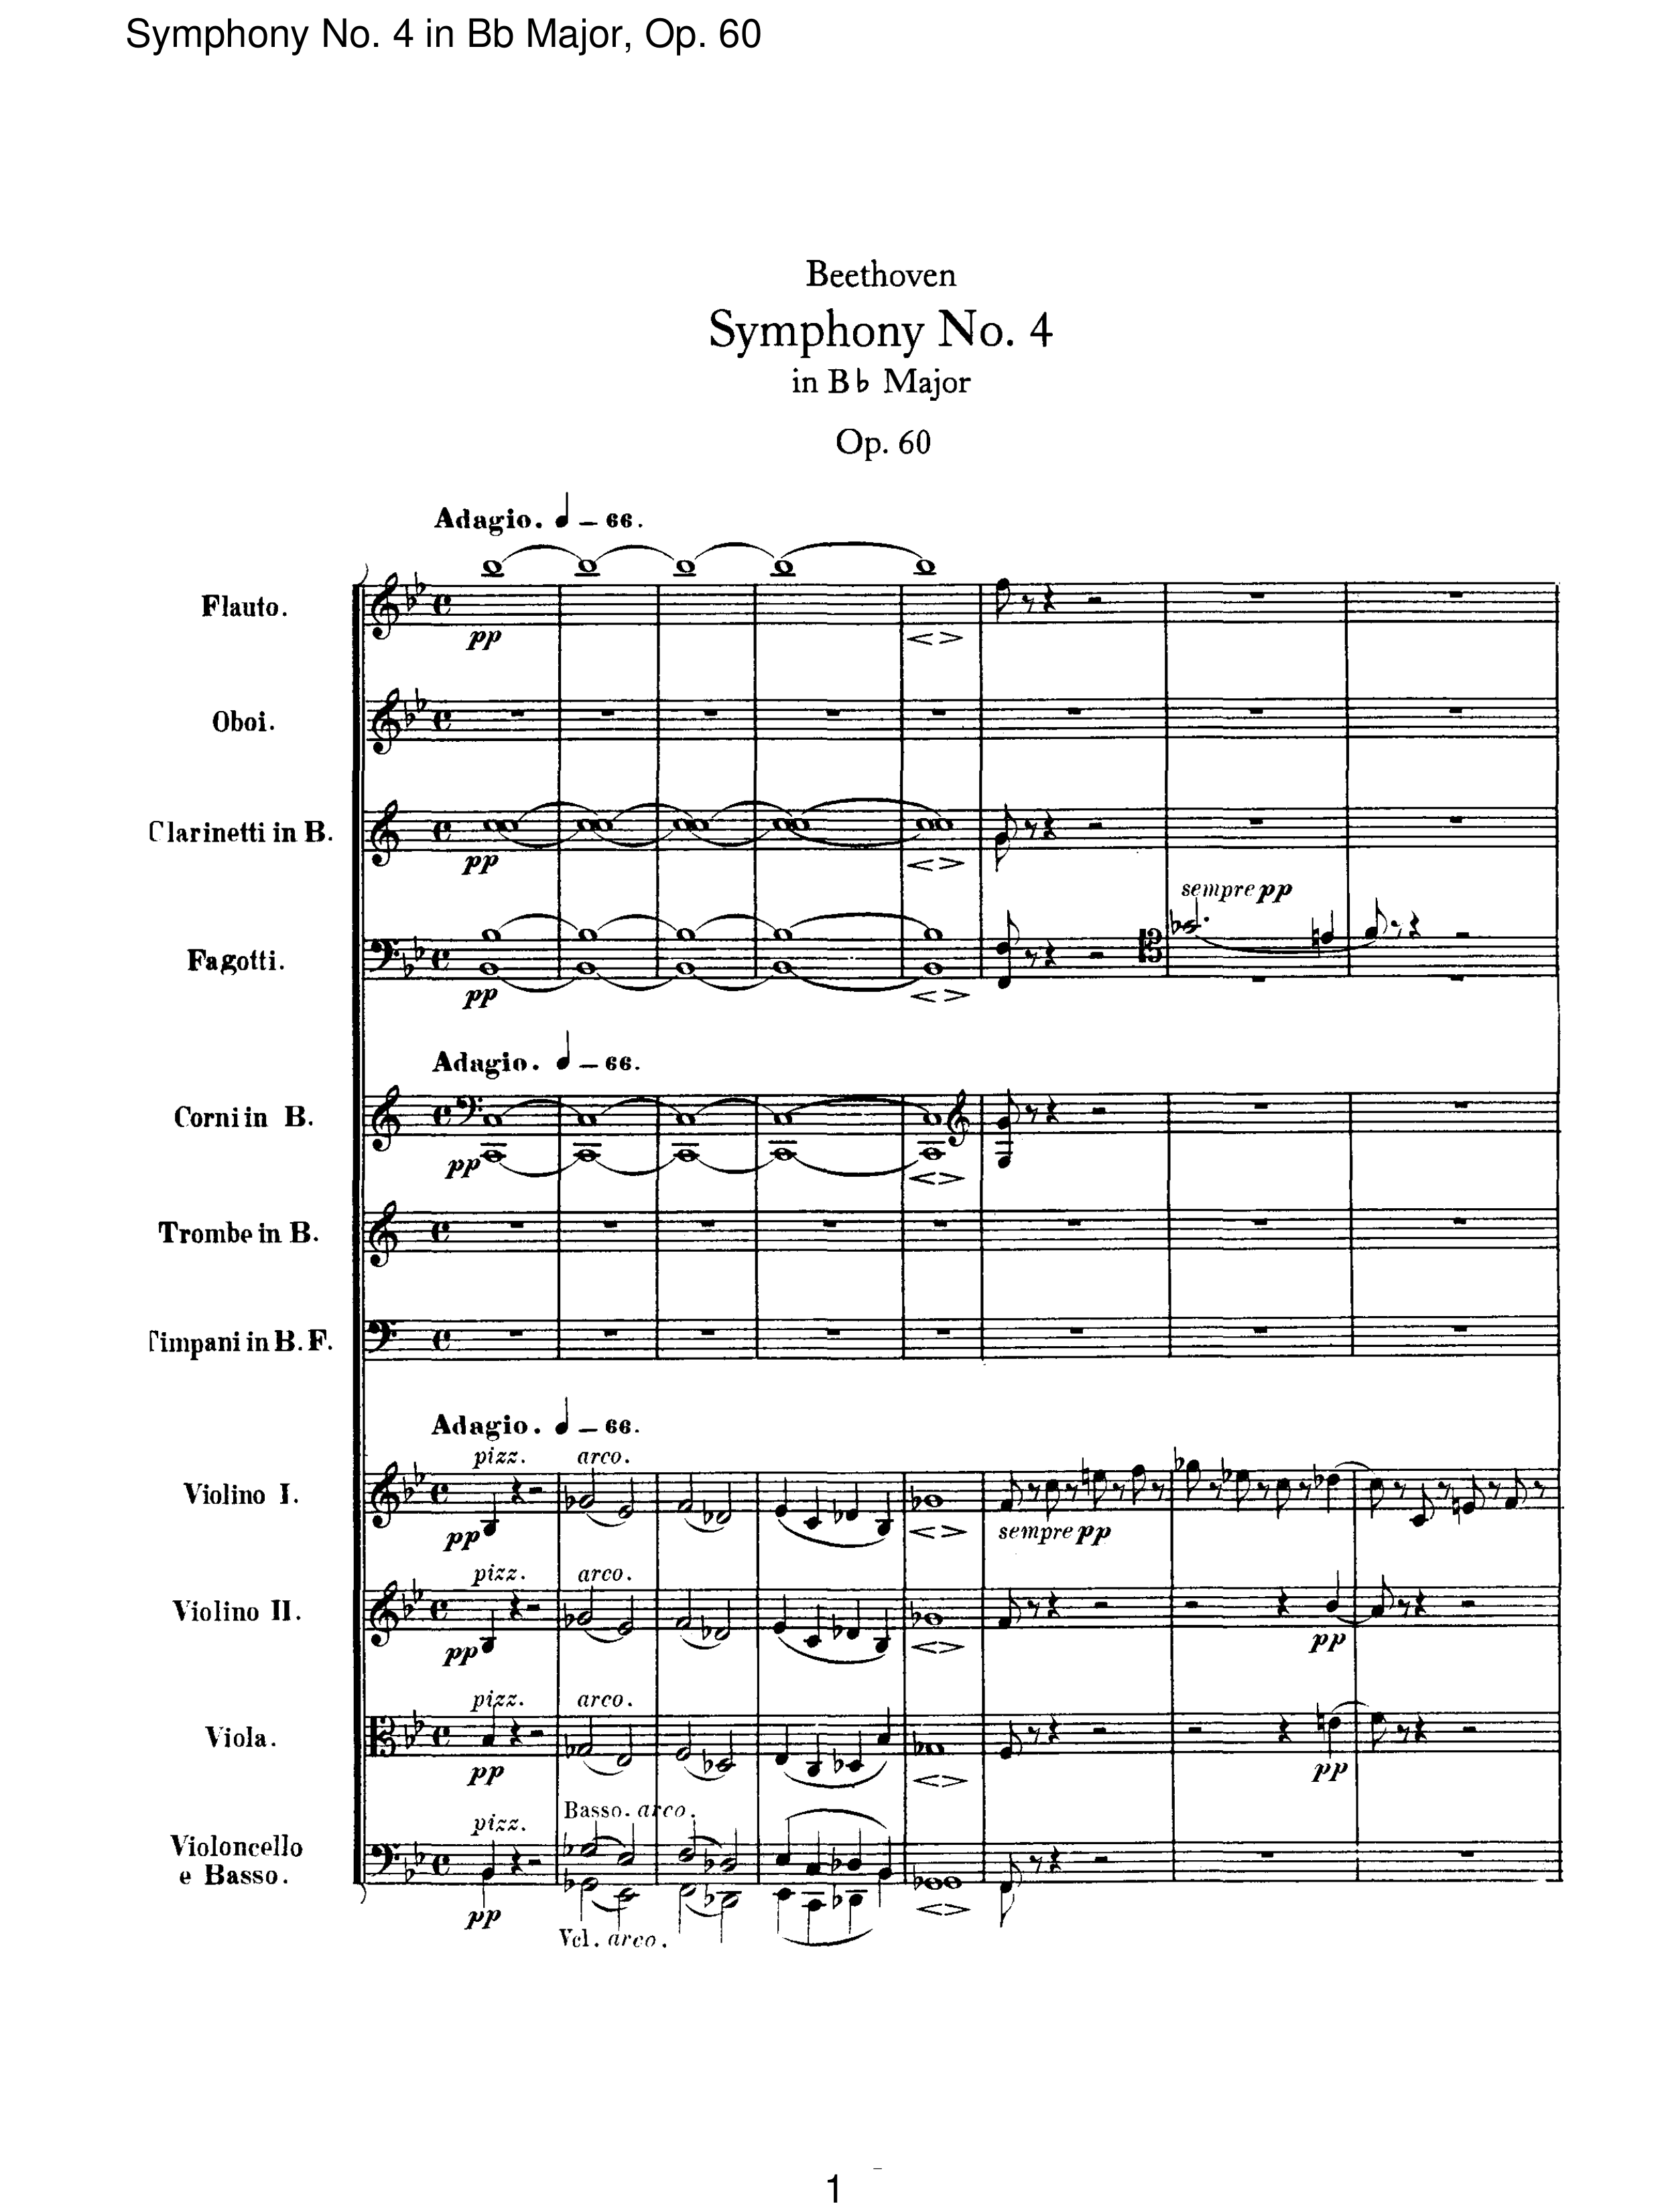 Symphony No. 4 in Bb Major, Op. 60
Beethoven
Symphony No. 4
in B♭ Major
Op. 60
Adagio. ♩ – 66.
Flauto.
pp
Oboi.
Clarinetti in B.
pp
sempre pp
Fagotti.
pp
Adagio. ♩ – 66.
Corni in B.
pp
Trombe in B.
Timpani in B. F.
Adagio. ♩ – 66.
pizz. arco.
Violino I.
pp sempre pp
pizz. arco.
Violino II.
pp pp
pizz. arco.
Viola.
pp pp
Basso. arco.
pizz.
Violoncello
e Basso.
pp
Vcl. arco.
1